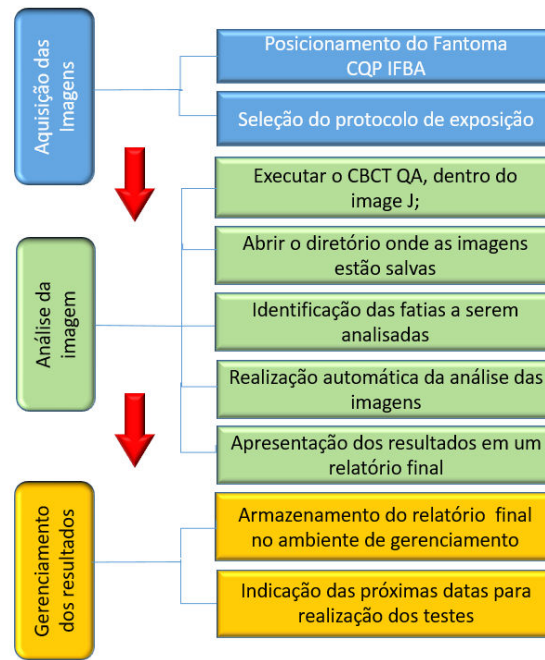 Aquisição das
Imagens
Posicionamento do Fantoma
CQP IFBA
Seleção do protocolo de exposição
Análise da
imagem
Executar o CBCT QA, dentro do
image J;
Abrir o diretório onde as imagens
estão salvas
Identificação das fatias a serem
analisadas
Realização automática da análise das
imagens
Apresentação dos resultados em um
relatório final
Gerenciamento
dos resultados
Armazenamento do relatório final
no ambiente de gerenciamento
Indicação das próximas datas para
realização dos testes